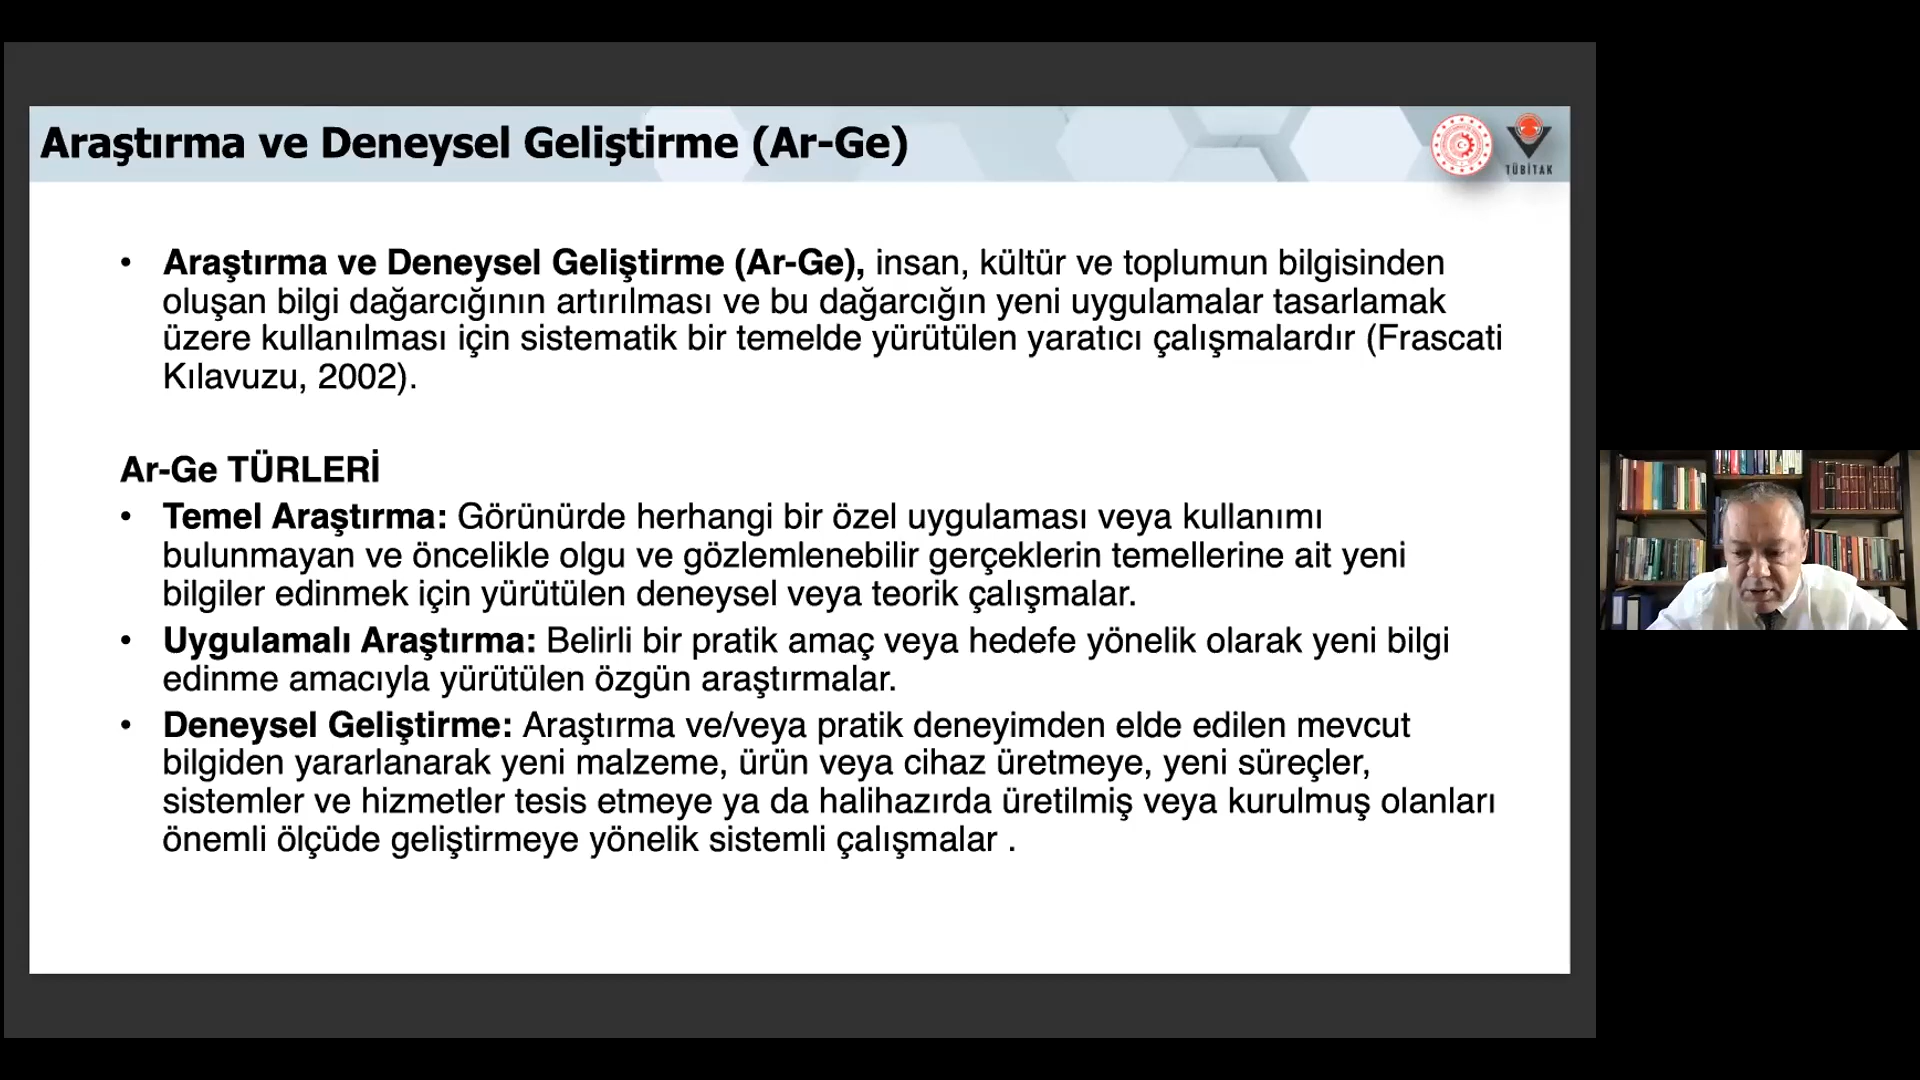 Araştırma ve Deneysel Geliştirme (Ar-Ge)
TÜBİTAK
• Araştırma ve Deneysel Geliştirme (Ar-Ge), insan, kültür ve toplumun bilgisinden
oluşan bilgi dağarcığının artırılması ve bu dağarcığın yeni uygulamalar tasarlamak
üzere kullanılması için sistematik bir temelde yürütülen yaratıcı çalışmalardır (Frascati
Kılavuzu, 2002).
Ar-Ge TÜRLERİ
• Temel Araştırma: Görünürde herhangi bir özel uygulaması veya kullanımı
bulunmayan ve öncelikle olgu ve gözlemlenebilir gerçeklerin temellerine ait yeni
bilgiler edinmek için yürütülen deneysel veya teorik çalışmalar.
• Uygulamalı Araştırma: Belirli bir pratik amaç veya hedefe yönelik olarak yeni bilgi
edinme amacıyla yürütülen özgün araştırmalar.
• Deneysel Geliştirme: Araştırma ve/veya pratik deneyimden elde edilen mevcut
bilgiden yararlanarak yeni malzeme, ürün veya cihaz üretmeye, yeni süreçler,
sistemler ve hizmetler tesis etmeye ya da halihazırda üretilmiş veya kurulmuş olanları
önemli ölçüde geliştirmeye yönelik sistemli çalışmalar .